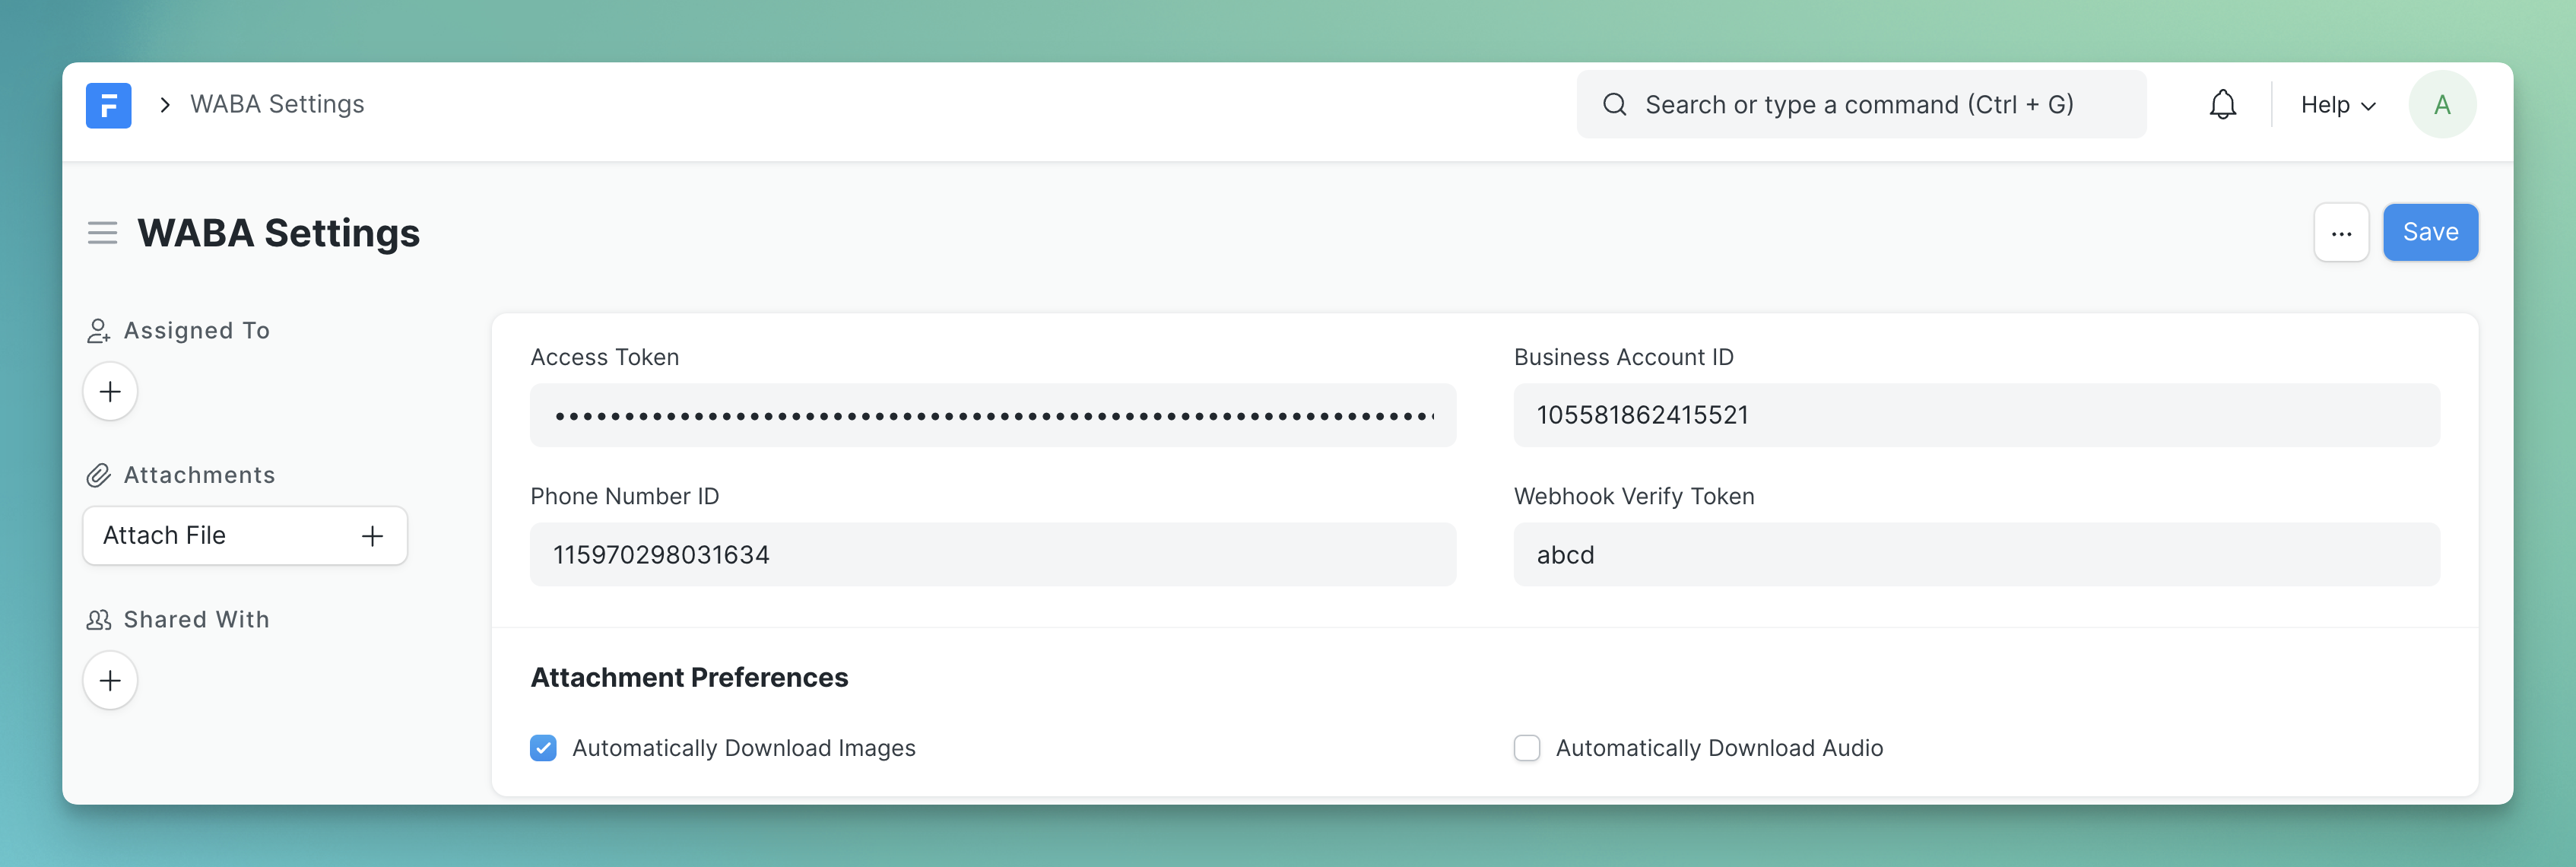 F
WABA Settings
Search or type a command (Ctrl + G)
Help
A
WABA Settings
...
Save
Assigned To
Attachments
Attach File
Shared With
Access Token
Business Account ID
105581862415521
Phone Number ID
115970298031634
Webhook Verify Token
abcd
Attachment Preferences
Automatically Download Images
Automatically Download Audio